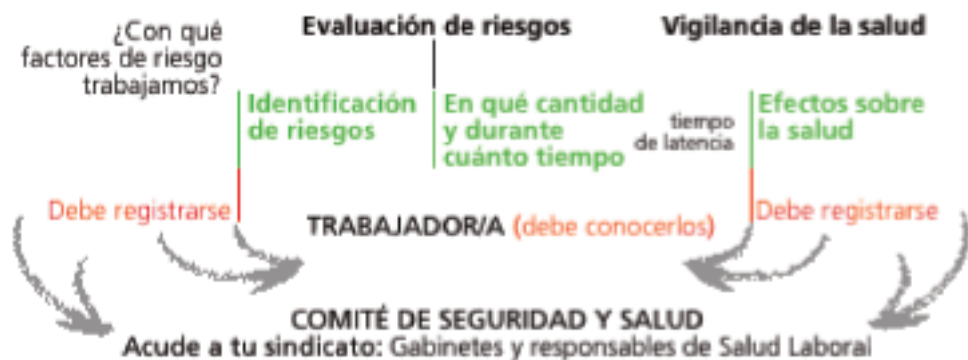 ¿Con qué
factores de riesgo
trabajamos?
Evaluación de riesgos
Vigilancia de la salud
Identificación
de riesgos
En qué cantidad
y durante
cuánto tiempo
tiempo
de latencia
Efectos sobre
la salud
Debe registrarse
TRABAJADOR/A (debe conocerlos)
Debe registrarse
COMITÉ DE SEGURIDAD Y SALUD
Acude a tu sindicato: Gabinetes y responsables de Salud Laboral